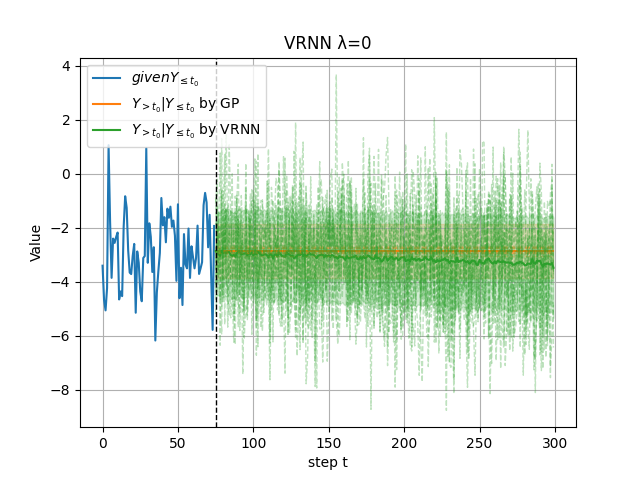 VRNN λ=0
given Y≤t₀
Y>t₀|Y≤t₀ by GP
Y>t₀|Y≤t₀ by VRNN
Value
4
2
0
−2
−4
−6
−8
0 50 100 150 200 250 300
step t